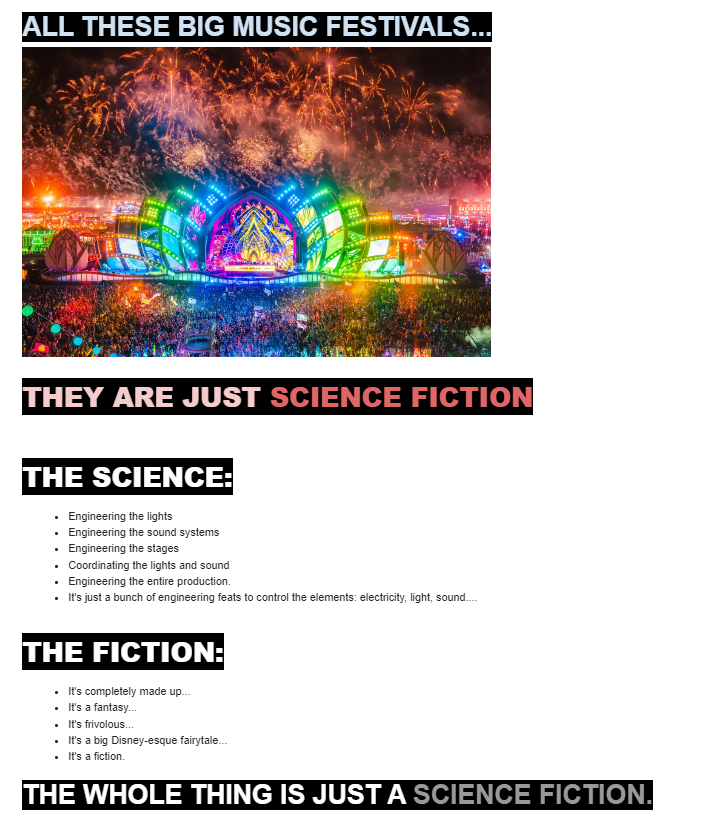 ALL THESE BIG MUSIC FESTIVALS...
THEY ARE JUST SCIENCE FICTION
THE SCIENCE:
Engineering the lights
Engineering the sound systems
Engineering the stages
Coordinating the lights and sound
Engineering the entire production.
It's just a bunch of engineering feats to control the elements: electricity, light, sound....
THE FICTION:
It's completely made up...
It's a fantasy...
It's frivolous...
It's a big Disney-esque fairytale...
It's a fiction.
THE WHOLE THING IS JUST A SCIENCE FICTION.